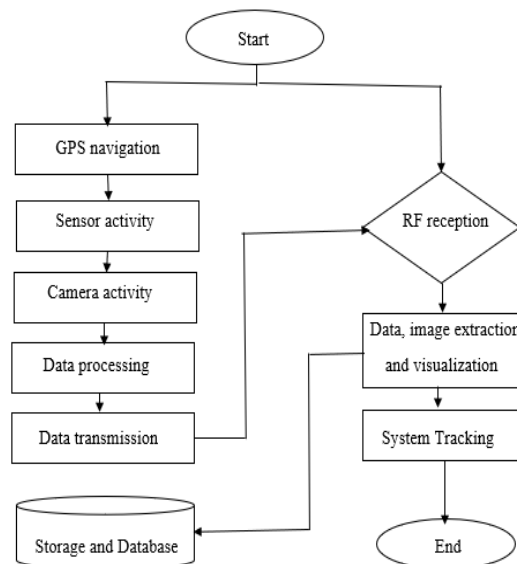 Start
GPS navigation
Sensor activity
Camera activity
Data processing
Data transmission
Storage and Database
RF reception
Data, image extraction
and visualization
System Tracking
End